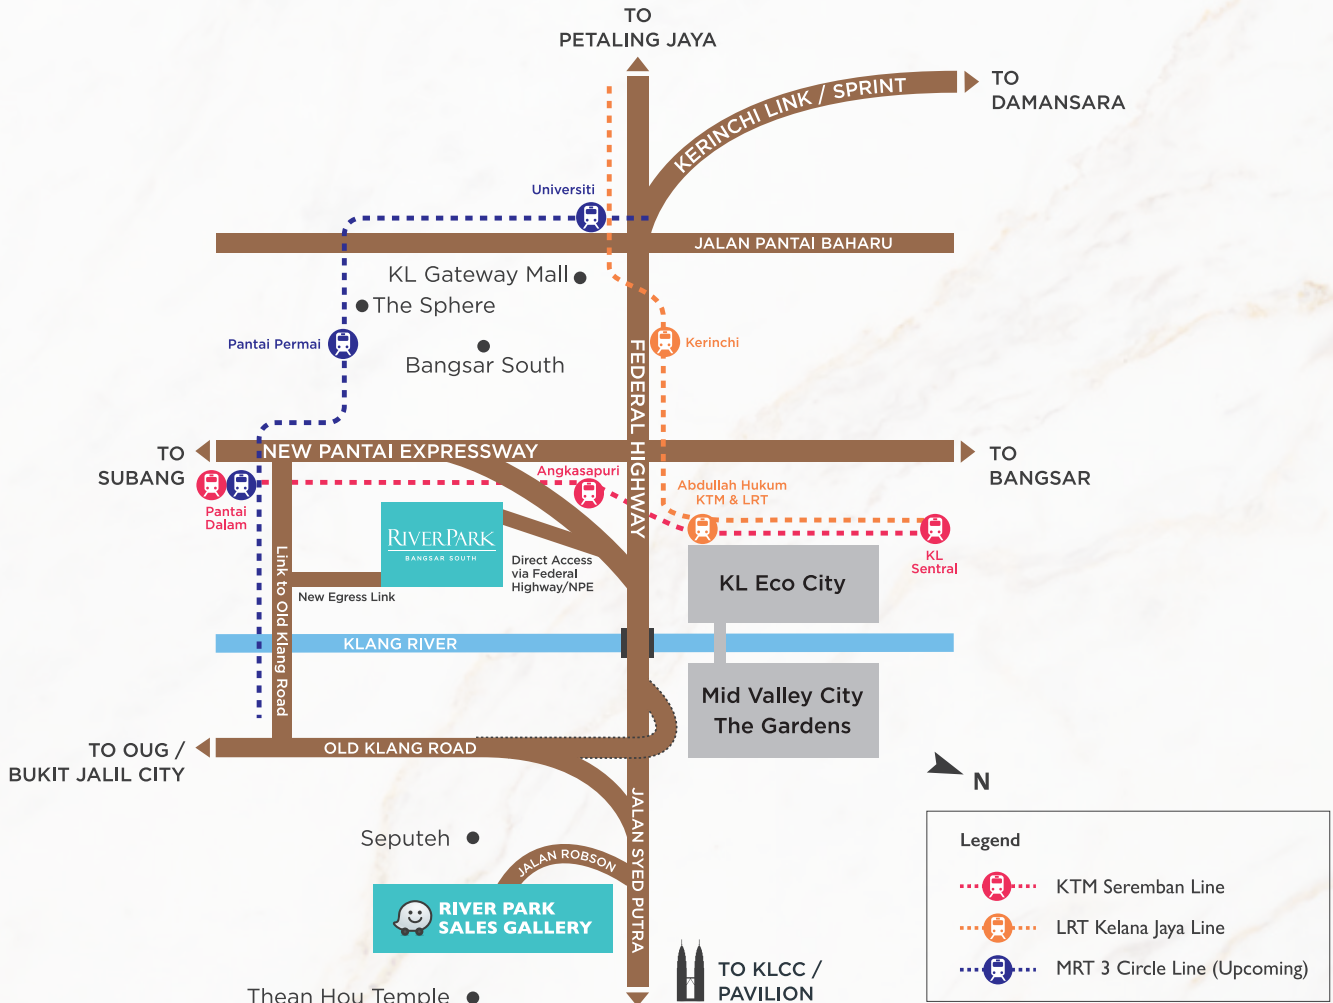 TO
PETALING JAYA
KERINCHI LINK / SPRINT
TO
DAMANSARA
Universiti
JALAN PANTAI BAHARU
KL Gateway Mall
The Sphere
Pantai Permai
Bangsar South
Kerinchi
FEDERAL HIGHWAY
TO
SUBANG
NEW PANTAI EXPRESSWAY
TO
BANGSAR
Angkasapuri
Abdullah Hukum
KTM & LRT
Pantai
Dalam
RIVERPARK
BANGSAR SOUTH
Direct Access
via Federal
Highway/NPE
KL
Sentral
Link to Old Klang Road
New Egress Link
KL Eco City
KLANG RIVER
Mid Valley City
The Gardens
TO OUG /
BUKIT JALIL CITY
OLD KLANG ROAD
N
JALAN SYED PUTRA
Seputeh
JALAN ROBSON
RIVER PARK
SALES GALLERY
Legend
KTM Seremban Line
LRT Kelana Jaya Line
MRT 3 Circle Line (Upcoming)
TO KLCC /
PAVILION
Thean Hou Temple